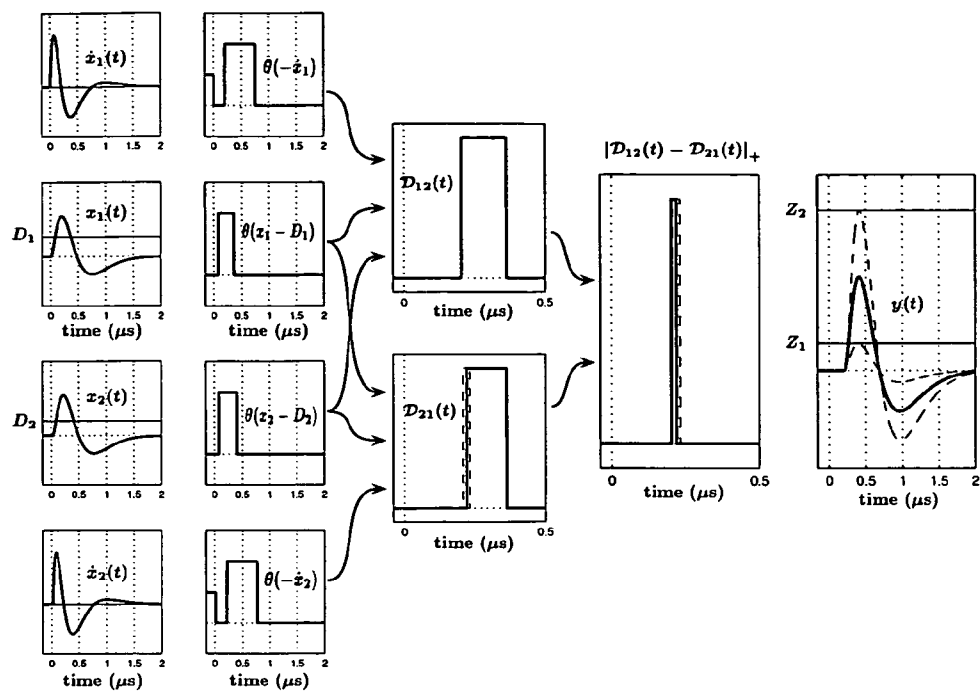 ẋ₁(t)
0 0.5 1 1.5 2
θ(−ẋ₁)
0 0.5 1 1.5 2
D₁
x₁(t)
0 0.5 1 1.5 2
time (μs)
θ(x₁ − D₁)
0 0.5 1 1.5 2
time (μs)
D₂
x₂(t)
0 0.5 1 1.5 2
θ(x₂ − D₂)
0 0.5 1 1.5 2
ẋ₂(t)
0 0.5 1 1.5 2
time (μs)
θ(−ẋ₂)
0 0.5 1 1.5 2
time (μs)
𝒟₁₂(t)
0 0.5
time (μs)
𝒟₂₁(t)
0 0.5
time (μs)
|𝒟₁₂(t) − 𝒟₂₁(t)|₊
0 0.5
time (μs)
Z₂
y(t)
Z₁
0 0.5 1 1.5 2
time (μs)